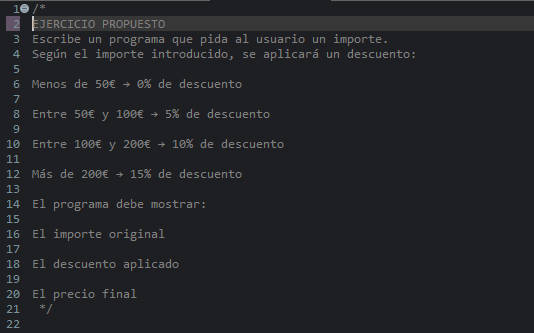 1 /*
2 EJERCICIO PROPUESTO
3 Escribe un programa que pida al usuario un importe.
4 Según el importe introducido, se aplicará un descuento:
5
6 Menos de 50€ → 0% de descuento
7
8 Entre 50€ y 100€ → 5% de descuento
9
10 Entre 100€ y 200€ → 10% de descuento
11
12 Más de 200€ → 15% de descuento
13
14 El programa debe mostrar:
15
16 El importe original
17
18 El descuento aplicado
19
20 El precio final
21 */
22